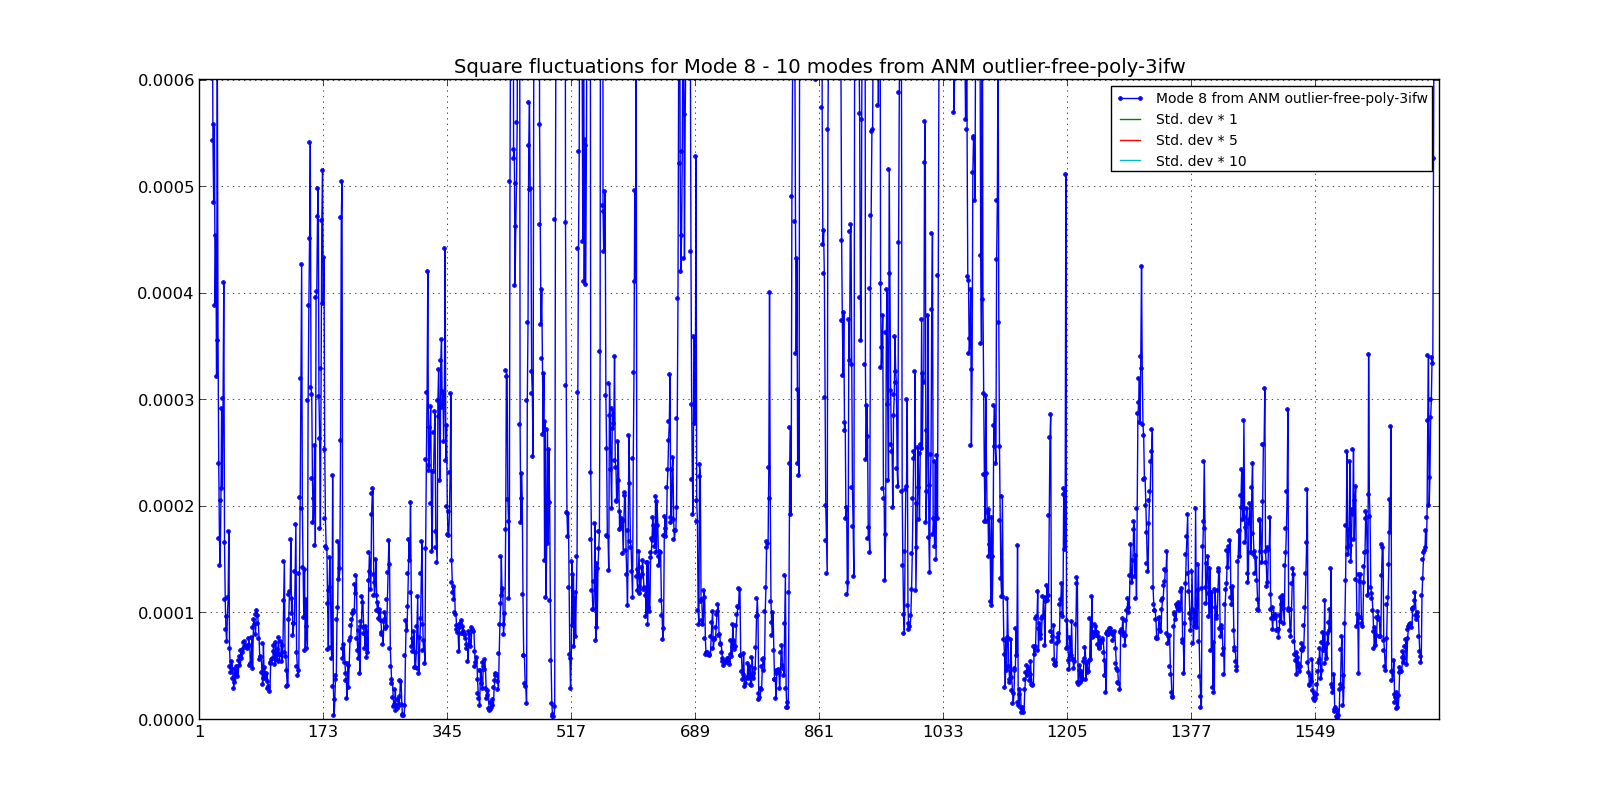 Square fluctuations for Mode 8 - 10 modes from ANM outlier-free-poly-3ifw
0.0006
0.0005
0.0004
0.0003
0.0002
0.0001
0.0000
Mode 8 from ANM outlier-free-poly-3ifw
Std. dev * 1
Std. dev * 5
Std. dev * 10
1 173 345 517 689 861 1033 1205 1377 1549